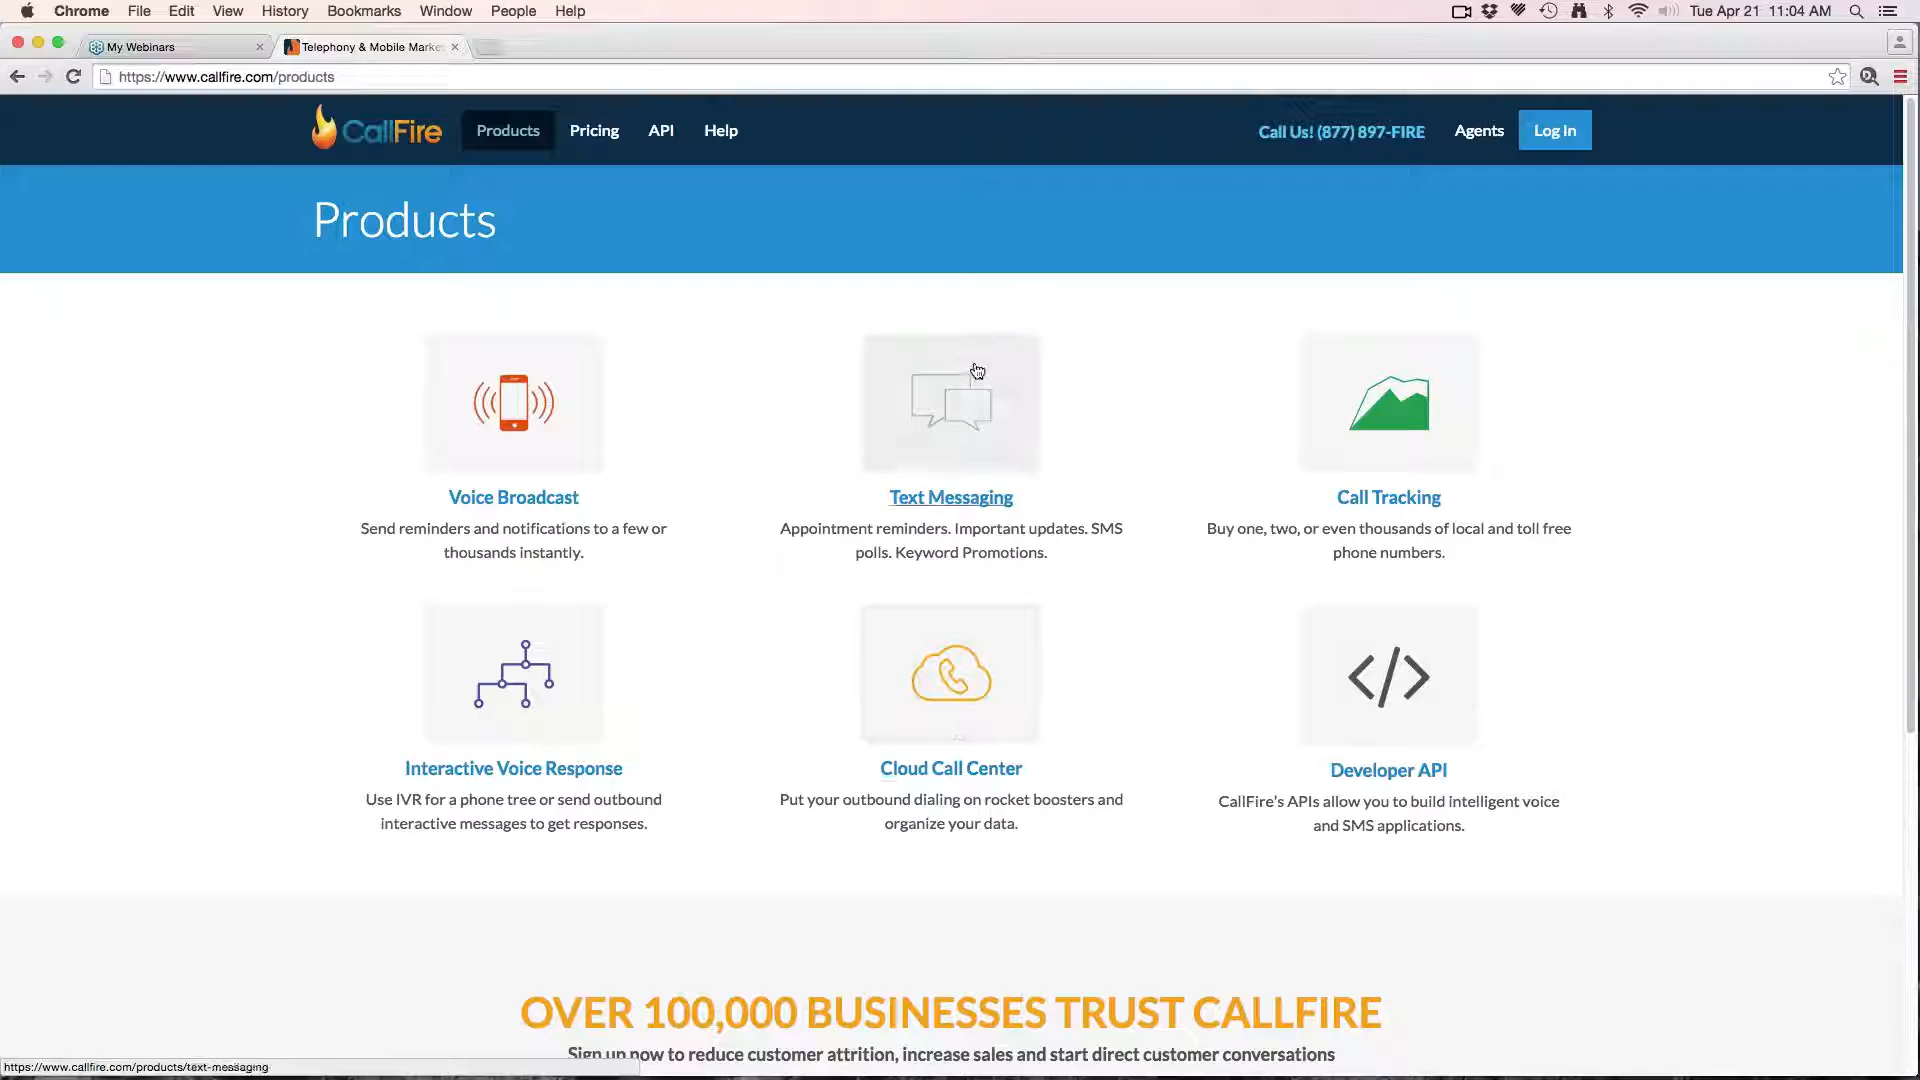 Chrome File Edit View History Bookmarks Window People Help Tue Apr 21 11:04 AM
My Webinars Telephony & Mobile Marke
https://www.callfire.com/products
CallFire Products Pricing API Help Call Us! (877) 897-FIRE Agents Log In
Products
Voice Broadcast
Send reminders and notifications to a few or
thousands instantly.
Text Messaging
Appointment reminders. Important updates. SMS
polls. Keyword Promotions.
Call Tracking
Buy one, two, or even thousands of local and toll free
phone numbers.
Interactive Voice Response
Use IVR for a phone tree or send outbound
interactive messages to get responses.
Cloud Call Center
Put your outbound dialing on rocket boosters and
organize your data.
Developer API
CallFire's APIs allow you to build intelligent voice
and SMS applications.
OVER 100,000 BUSINESSES TRUST CALLFIRE
Sign up now to reduce customer attrition, increase sales and start direct customer conversations
https://www.callfire.com/products/text-messaging